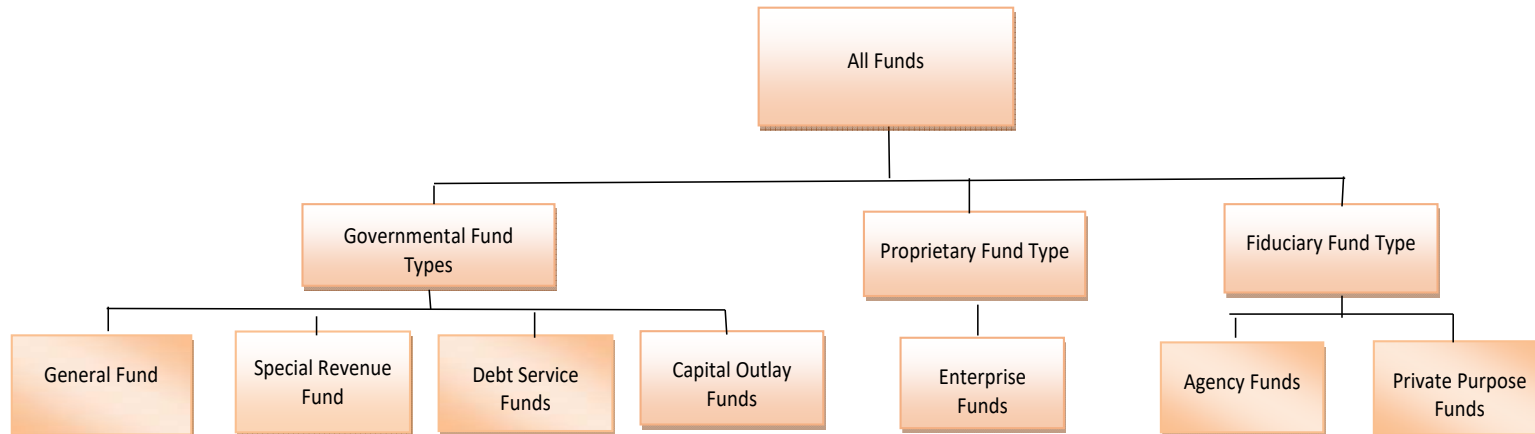 All Funds
Governmental Fund
Types
Proprietary Fund Type
Fiduciary Fund Type
General Fund
Special Revenue
Fund
Debt Service
Funds
Capital Outlay
Funds
Enterprise
Funds
Agency Funds
Private Purpose
Funds